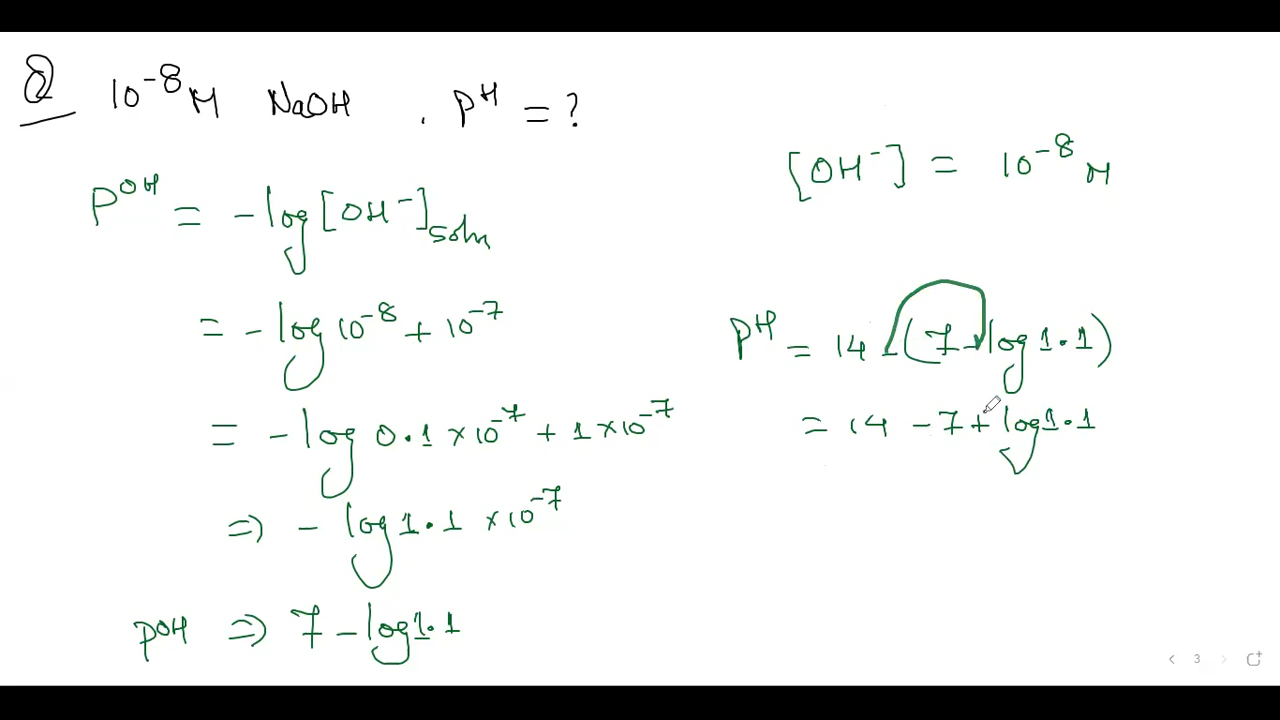 Q 10⁻⁸ M NaOH . pH = ?
pOH = -log[OH⁻]soln
= -log 10⁻⁸ + 10⁻⁷
= -log 0.1 × 10⁻⁷ + 1 × 10⁻⁷
⇒ - log 1.1 × 10⁻⁷
pOH ⇒ 7 - log 1.1
[OH⁻] = 10⁻⁸ M
pH = 14 - (7 - log 1.1)
= 14 - 7 + log 1.1
3